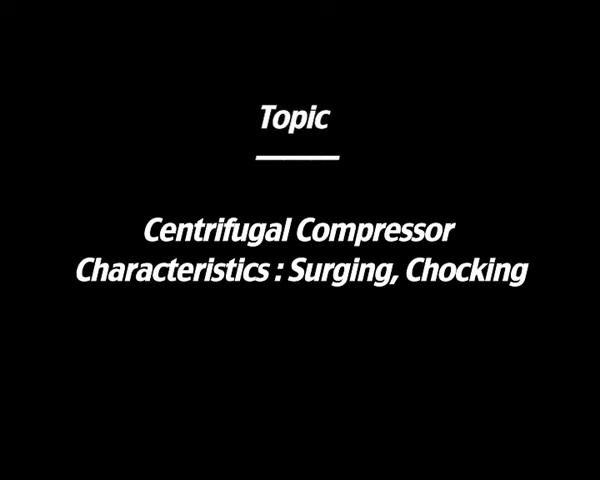 Topic
Centrifugal Compressor
Characteristics : Surging, Chocking